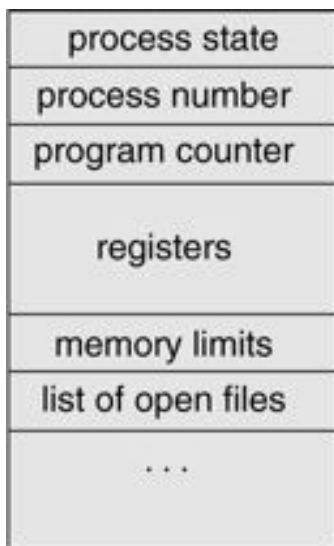 process state
process number
program counter
registers
memory limits
list of open files
. . .